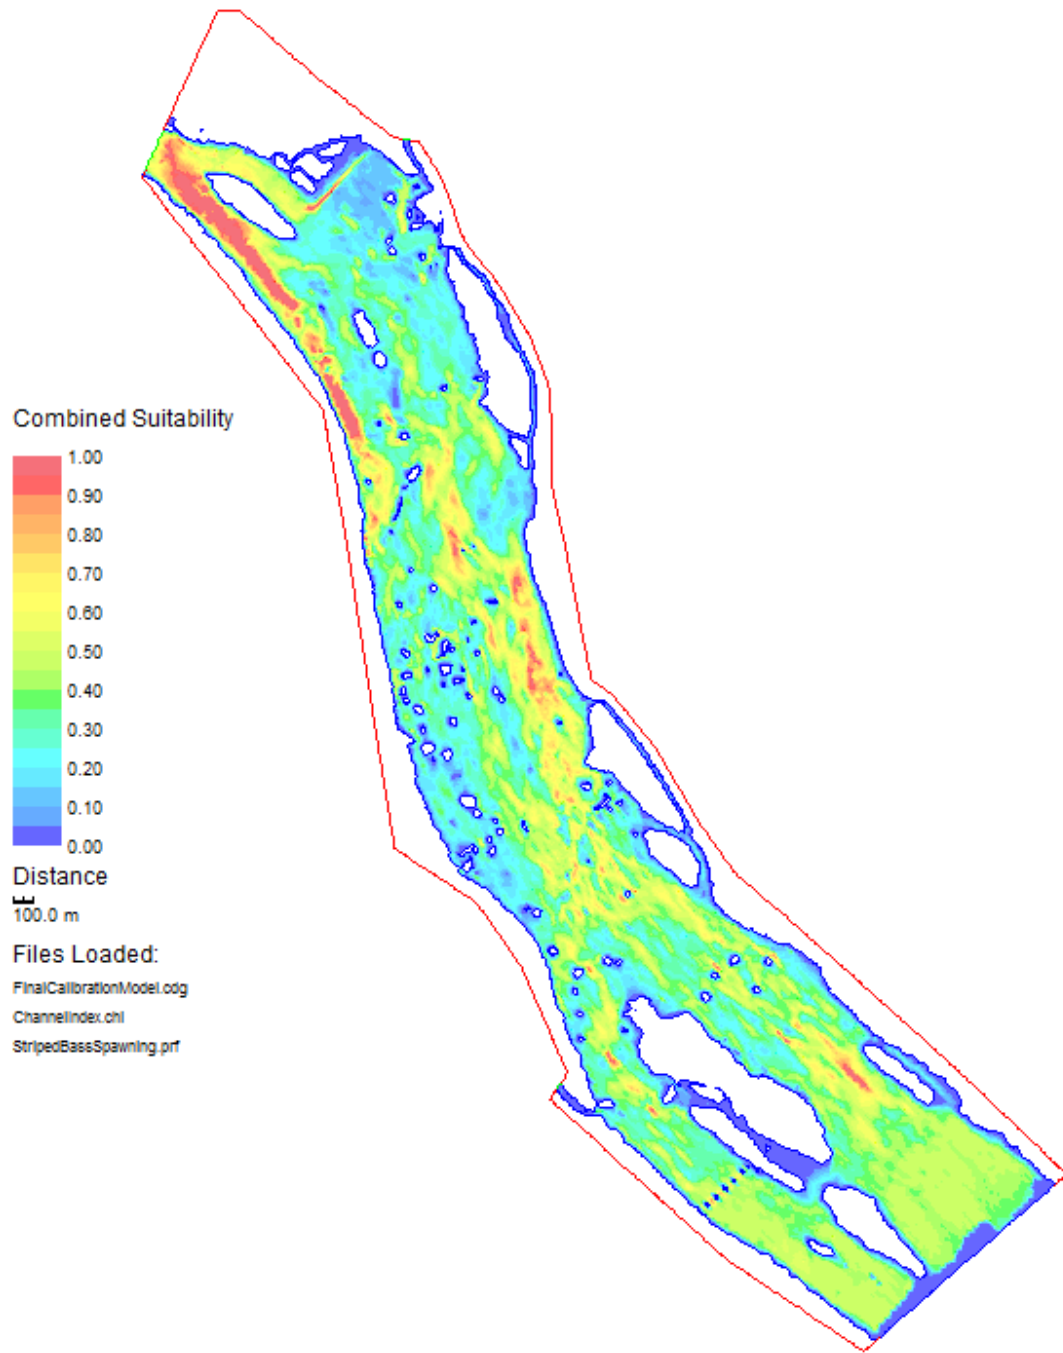 Combined Suitability
1.00
0.90
0.80
0.70
0.60
0.50
0.40
0.30
0.20
0.10
0.00
Distance
100.0 m
Files Loaded:
FinalCalibrationModel.cdg
ChannelIndex.chi
StripedBassSpawning.prf